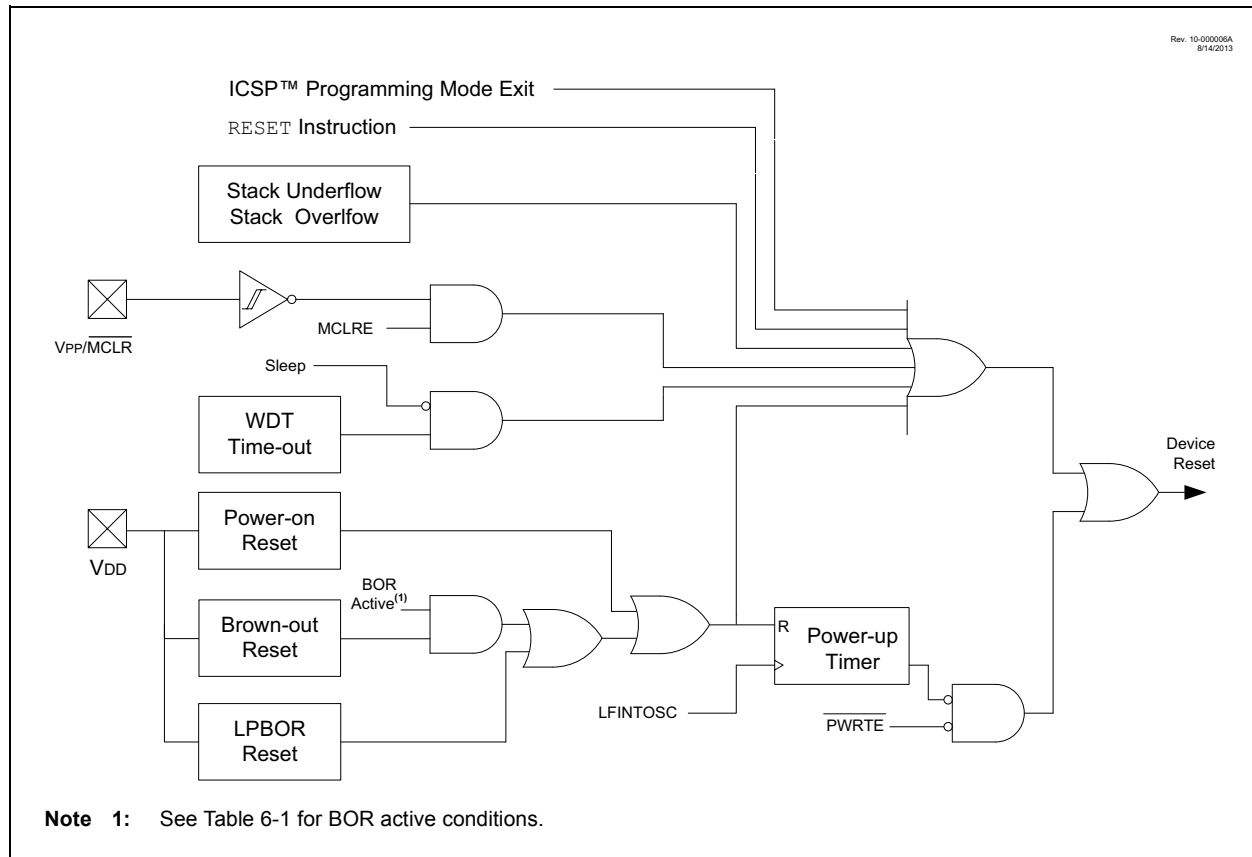 Rev. 10-000006A
8/14/2013
ICSP™ Programming Mode Exit
RESET Instruction
Stack Underflow
Stack Overlfow
VPP/MCLR
MCLRE
Sleep
WDT
Time-out
Device
Reset
VDD
Power-on
Reset
BOR
Active(1)
Brown-out
Reset
R
Power-up
Timer
LFINTOSC
PWRTE
LPBOR
Reset
Note 1: See Table 6-1 for BOR active conditions.